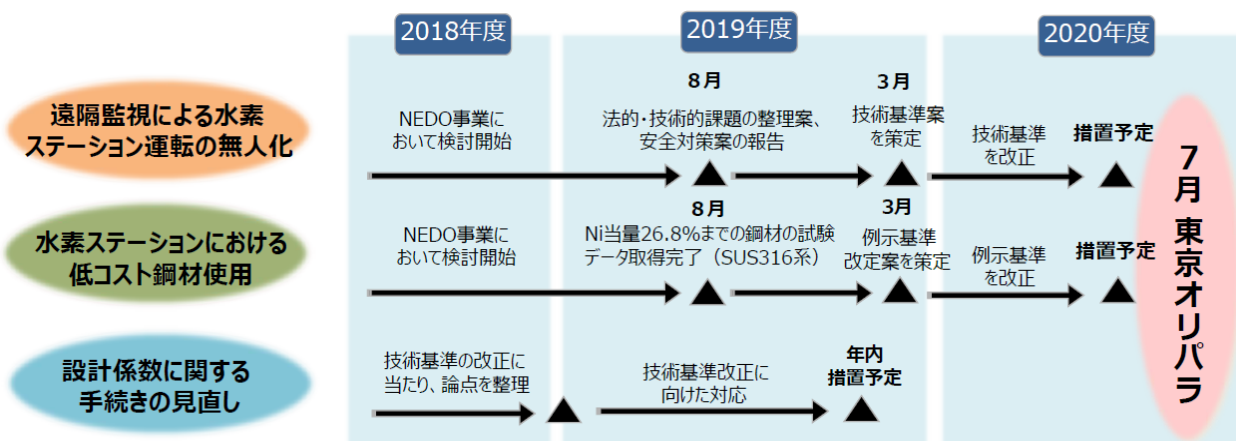 2018年度
2019年度
2020年度
遠隔監視による水素
ステーション運転の無人化
NEDO事業に
おいて検討開始
8月
法的・技術的課題の整理案、
安全対策案の報告
3月
技術基準案
を策定
技術基準
を改正
措置予定
水素ステーションにおける
低コスト鋼材使用
NEDO事業に
おいて検討開始
8月
Ni当量26.8%までの鋼材の試験
データ取得完了（SUS316系）
3月
例示基準
改定案を策定
例示基準
を改正
措置予定
設計係数に関する
手続きの見直し
技術基準の改正に
当たり、論点を整理
技術基準改正に
向けた対応
年内
措置予定
7月 東京オリパラ